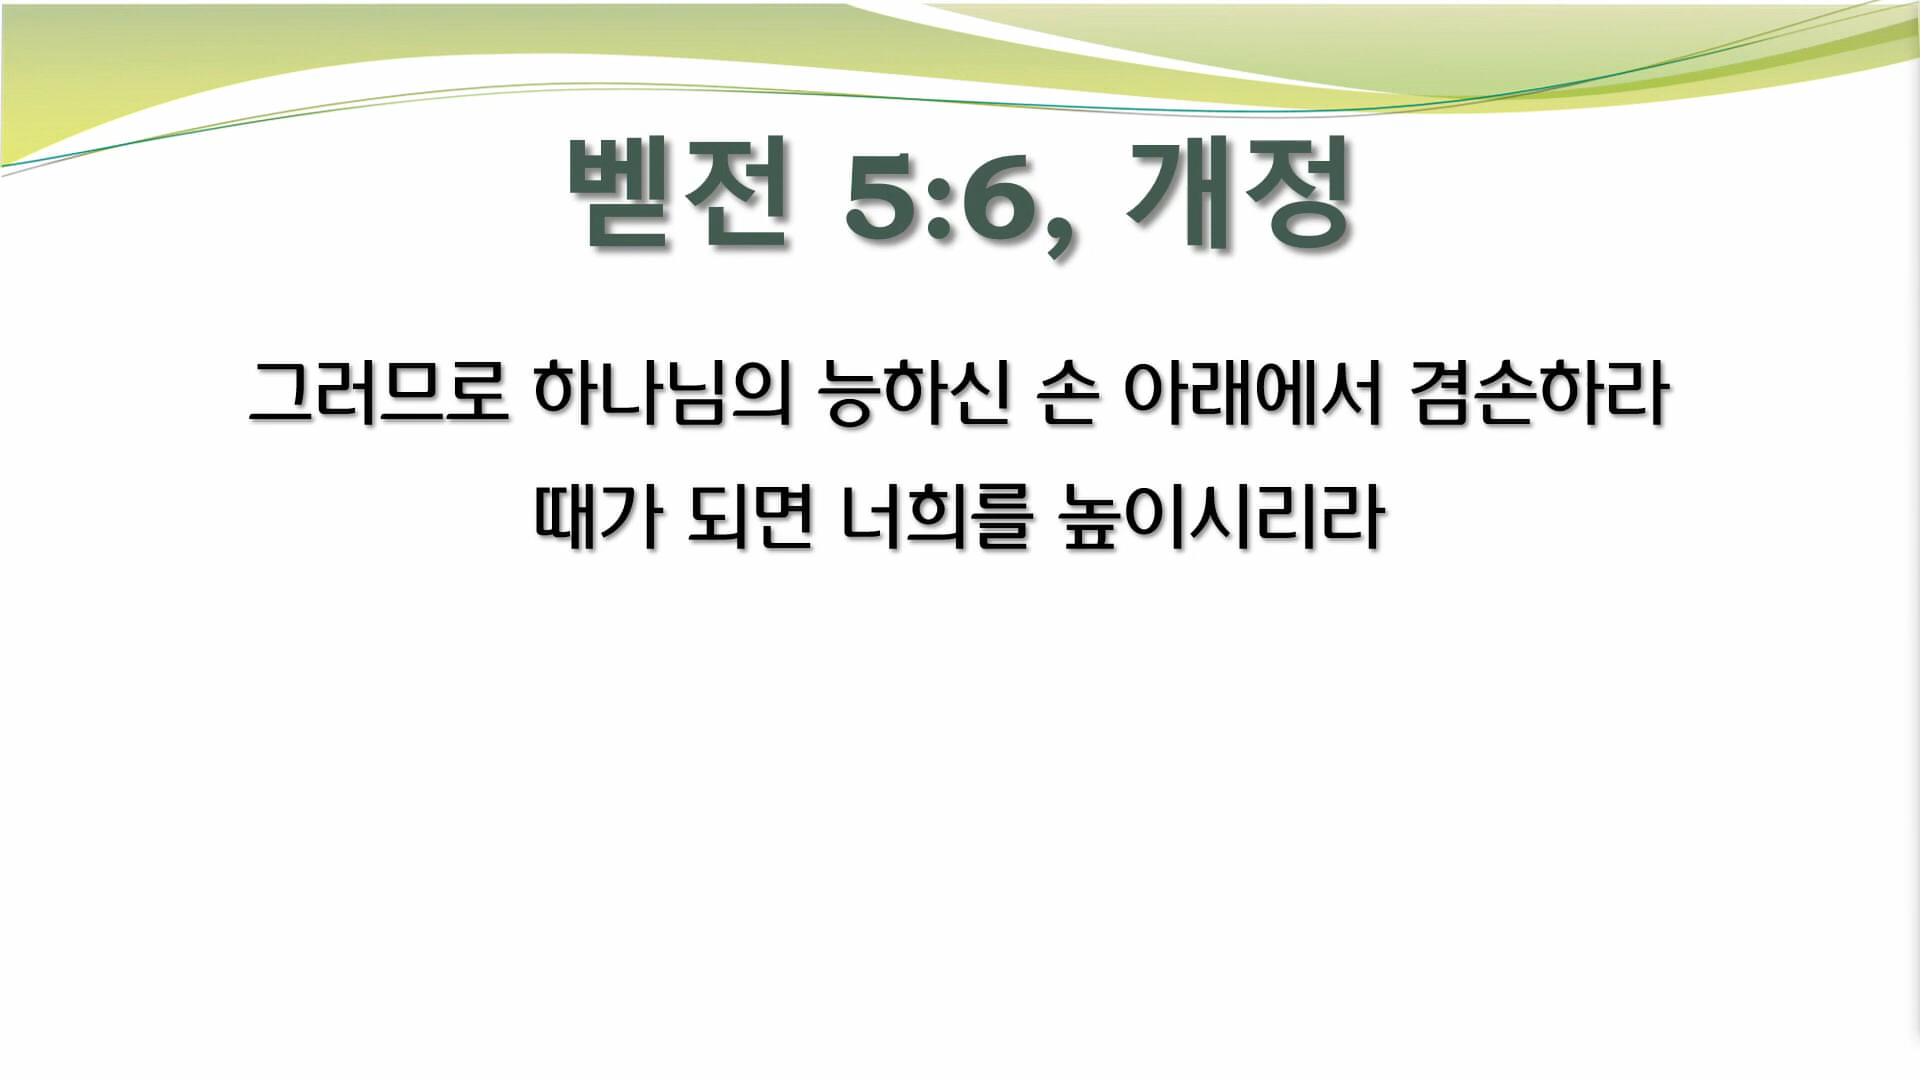 벧전 5:6, 개정
그러므로 하나님의 능하신 손 아래에서 겸손하라
때가 되면 너희를 높이시리라